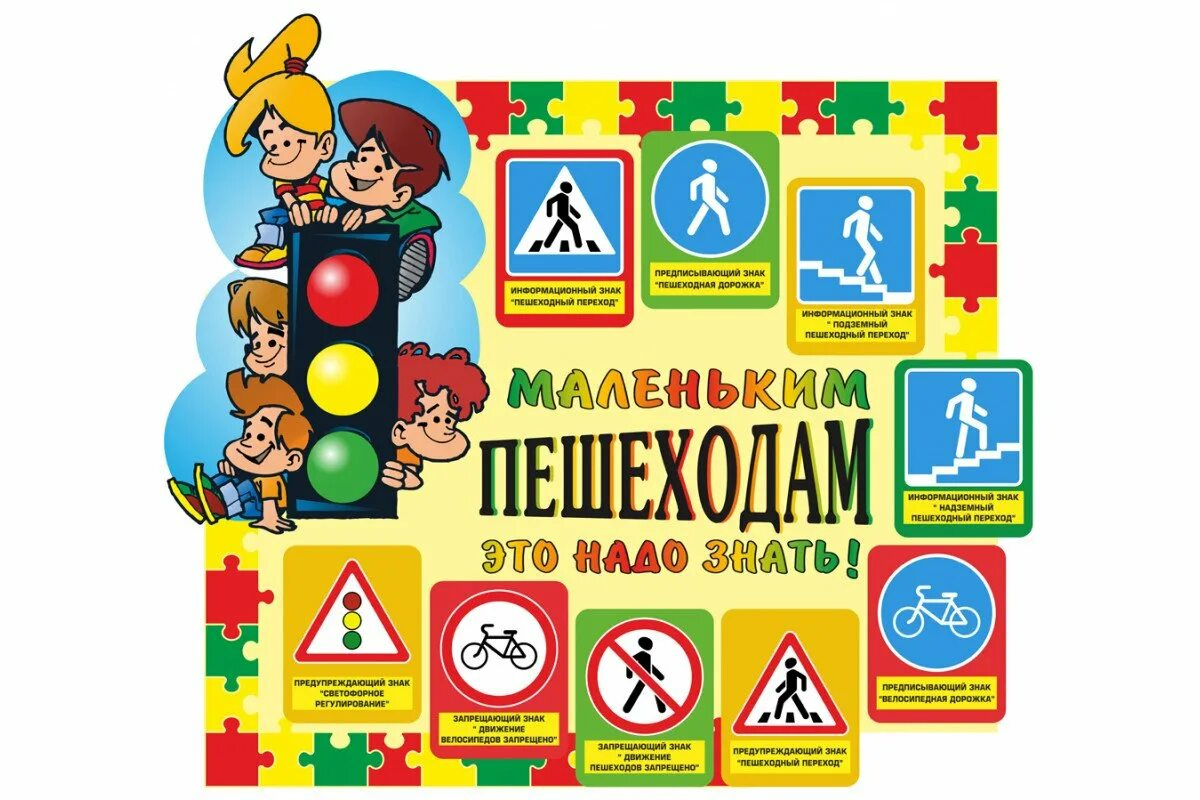 ИНФОРМАЦИОННЫЙ ЗНАК
"ПЕШЕХОДНЫЙ ПЕРЕХОД"
ПРЕДПИСЫВАЮЩИЙ ЗНАК
"ПЕШЕХОДНАЯ ДОРОЖКА"
ИНФОРМАЦИОННЫЙ ЗНАК
" ПОДЗЕМНЫЙ
ПЕШЕХОДНЫЙ ПЕРЕХОД"
МАЛЕНЬКИМ
ПЕШЕХОДАМ
ЭТО НАДО ЗНАТЬ!
ИНФОРМАЦИОННЫЙ ЗНАК
" НАДЗЕМНЫЙ
ПЕШЕХОДНЫЙ ПЕРЕХОД"
ПРЕДУПРЕЖДАЮЩИЙ ЗНАК
"СВЕТОФОРНОЕ
РЕГУЛИРОВАНИЕ"
ЗАПРЕЩАЮЩИЙ ЗНАК
" ДВИЖЕНИЕ
ВЕЛОСИПЕДОВ ЗАПРЕЩЕНО"
ЗАПРЕЩАЮЩИЙ ЗНАК
" ДВИЖЕНИЕ
ПЕШЕХОДОВ ЗАПРЕЩЕНО"
ПРЕДУПРЕЖДАЮЩИЙ ЗНАК
"ПЕШЕХОДНЫЙ ПЕРЕХОД"
ПРЕДПИСЫВАЮЩИЙ ЗНАК
"ВЕЛОСИПЕДНАЯ ДОРОЖКА"